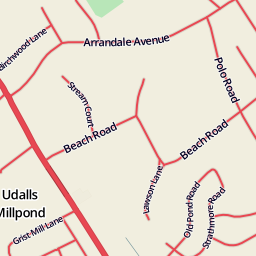 Birchwood Lane
Arrandale Avenue
Polo Road
Stream Court
Beach Road
Beach Road
Udalls
Millpond
Lawson Lane
Old Pond Road
Strathmore Road
Grist Mill Lane